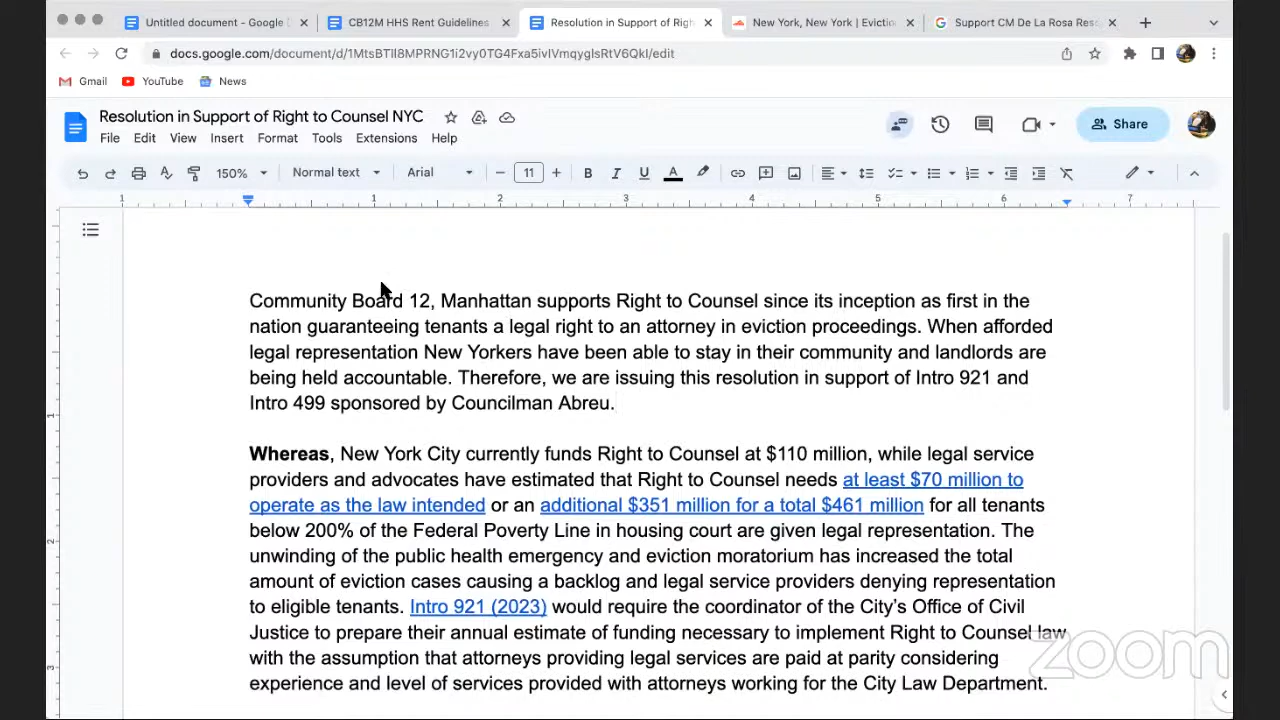 Untitled document - Google D
CB12M HHS Rent Guidelines
Resolution in Support of Righ
New York, New York | Evictio
Support CM De La Rosa Reso
docs.google.com/document/d/1MtsBTIl8MPRNG1i2vy0TG4Fxa5ivIVmqyglsRtV6QkI/edit
Gmail YouTube News
Resolution in Support of Right to Counsel NYC
File Edit View Insert Format Tools Extensions Help
Share
150% Normal text Arial 11 B I U A
1 1 2 3 4 5 6 7
Community Board 12, Manhattan supports Right to Counsel since its inception as first in the
nation guaranteeing tenants a legal right to an attorney in eviction proceedings. When afforded
legal representation New Yorkers have been able to stay in their community and landlords are
being held accountable. Therefore, we are issuing this resolution in support of Intro 921 and
Intro 499 sponsored by Councilman Abreu.
Whereas, New York City currently funds Right to Counsel at $110 million, while legal service
providers and advocates have estimated that Right to Counsel needs at least $70 million to
operate as the law intended or an additional $351 million for a total $461 million for all tenants
below 200% of the Federal Poverty Line in housing court are given legal representation. The
unwinding of the public health emergency and eviction moratorium has increased the total
amount of eviction cases causing a backlog and legal service providers denying representation
to eligible tenants. Intro 921 (2023) would require the coordinator of the City's Office of Civil
Justice to prepare their annual estimate of funding necessary to implement Right to Counsel law
with the assumption that attorneys providing legal services are paid at parity considering
experience and level of services provided with attorneys working for the City Law Department.
1
2
3
zoom